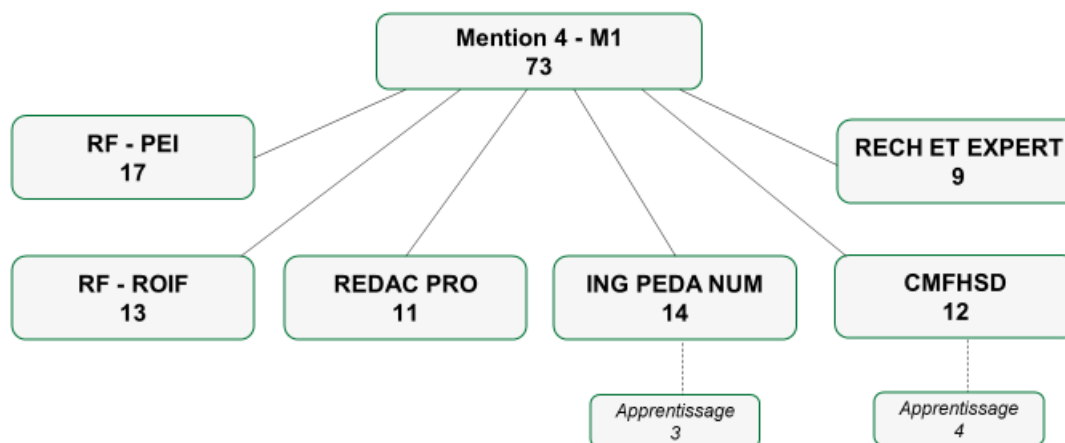 Mention 4 - M1
73
RF - PEI
17
RECH ET EXPERT
9
RF - ROIF
13
REDAC PRO
11
ING PEDA NUM
14
CMFHSD
12
Apprentissage
3
Apprentissage
4